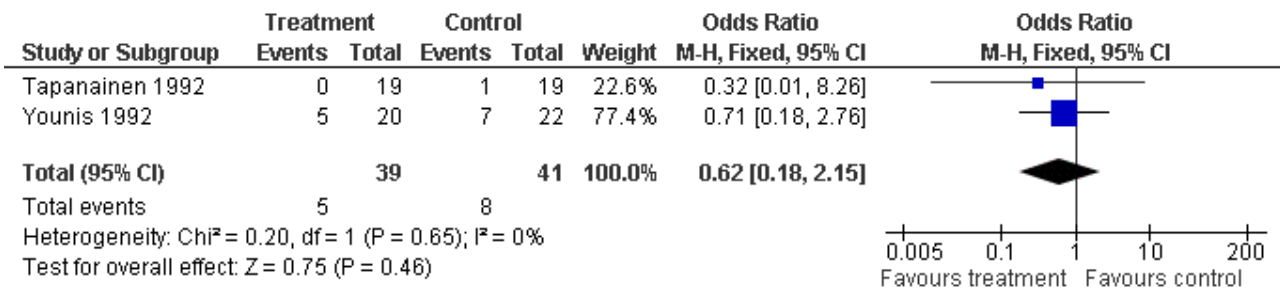 Treatment Control Odds Ratio Odds Ratio
Study or Subgroup Events Total Events Total Weight M-H, Fixed, 95% CI M-H, Fixed, 95% CI
Tapanainen 1992 0 19 1 19 22.6% 0.32 [0.01, 8.26]
Younis 1992 5 20 7 22 77.4% 0.71 [0.18, 2.76]
Total (95% CI) 39 41 100.0% 0.62 [0.18, 2.15]
Total events 5 8
Heterogeneity: Chi² = 0.20, df = 1 (P = 0.65); I² = 0%
Test for overall effect: Z = 0.75 (P = 0.46)
0.005 0.1 1 10 200
Favours treatment Favours control